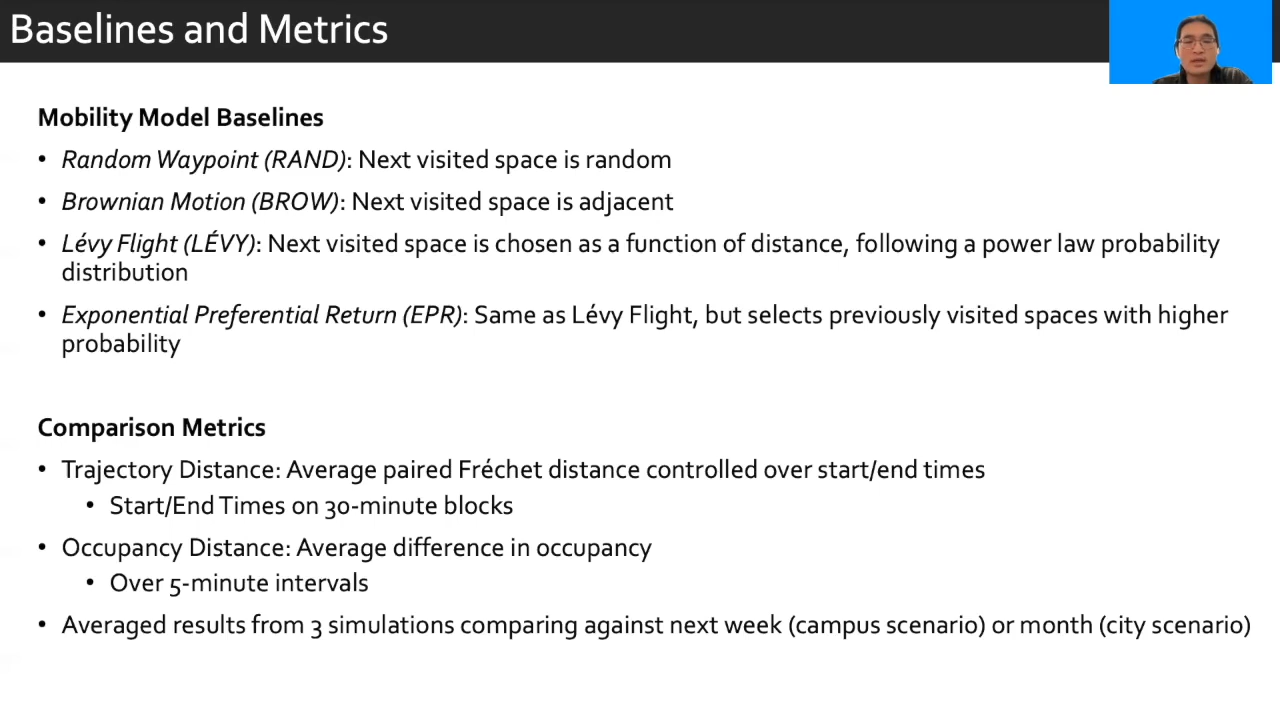 Baselines and Metrics
Mobility Model Baselines
• Random Waypoint (RAND): Next visited space is random
• Brownian Motion (BROW): Next visited space is adjacent
• Lévy Flight (LÉVY): Next visited space is chosen as a function of distance, following a power law probability
distribution
• Exponential Preferential Return (EPR): Same as Lévy Flight, but selects previously visited spaces with higher
probability
Comparison Metrics
• Trajectory Distance: Average paired Fréchet distance controlled over start/end times
• Start/End Times on 30-minute blocks
• Occupancy Distance: Average difference in occupancy
• Over 5-minute intervals
• Averaged results from 3 simulations comparing against next week (campus scenario) or month (city scenario)